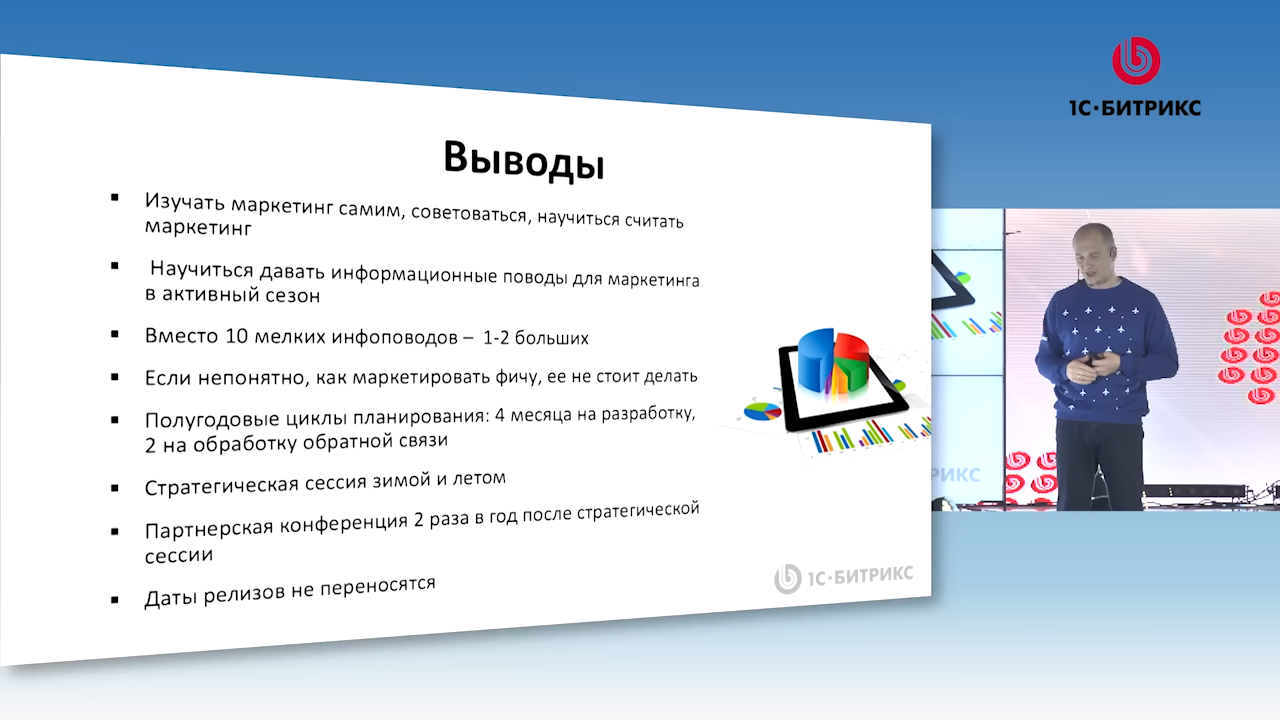 1С·БИТРИКС
Выводы
▪ Изучать маркетинг самим, советоваться, научиться считать
маркетинг
▪ Научиться давать информационные поводы для маркетинга
в активный сезон
▪ Вместо 10 мелких инфоповодов – 1-2 больших
▪ Если непонятно, как маркетировать фичу, ее не стоит делать
▪ Полугодовые циклы планирования: 4 месяца на разработку,
2 на обработку обратной связи
▪ Стратегическая сессия зимой и летом
▪ Партнерская конференция 2 раза в год после стратегической
сессии
▪ Даты релизов не переносятся
1С·БИТРИКС
РИКС